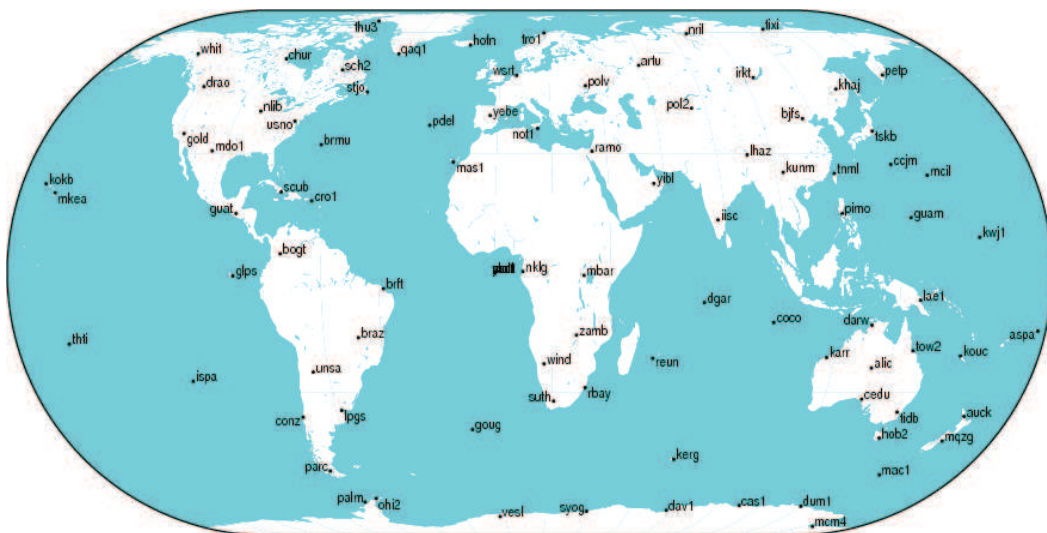 thu3
hofn
tro1
nril
tixi
whit
chur
qaq1
sch2
wsrt
artu
irkt
petp
drao
stjo
polv
khaj
nlib
yebe
pol2
bjfs
usno
pdel
not1
tskb
gold
mdo1
brmu
ramo
lhaz
ccjm
mas1
kunm
tnml
mcil
kokb
mkea
scub
cro1
yibl
guat
iisc
pimo
guam
kwj1
bogt
glps
nklg
mbar
brft
dgar
lae1
coco
darw
aspa
thti
braz
zamb
tow2
kouc
unsa
wind
reun
karr
alic
ispa
suth
rbay
cedu
conz
lpgs
tidb
auck
goug
hob2
mqzg
parc
kerg
mac1
palm
ohi2
vesl
syog
dav1
cas1
dum1
mcm4